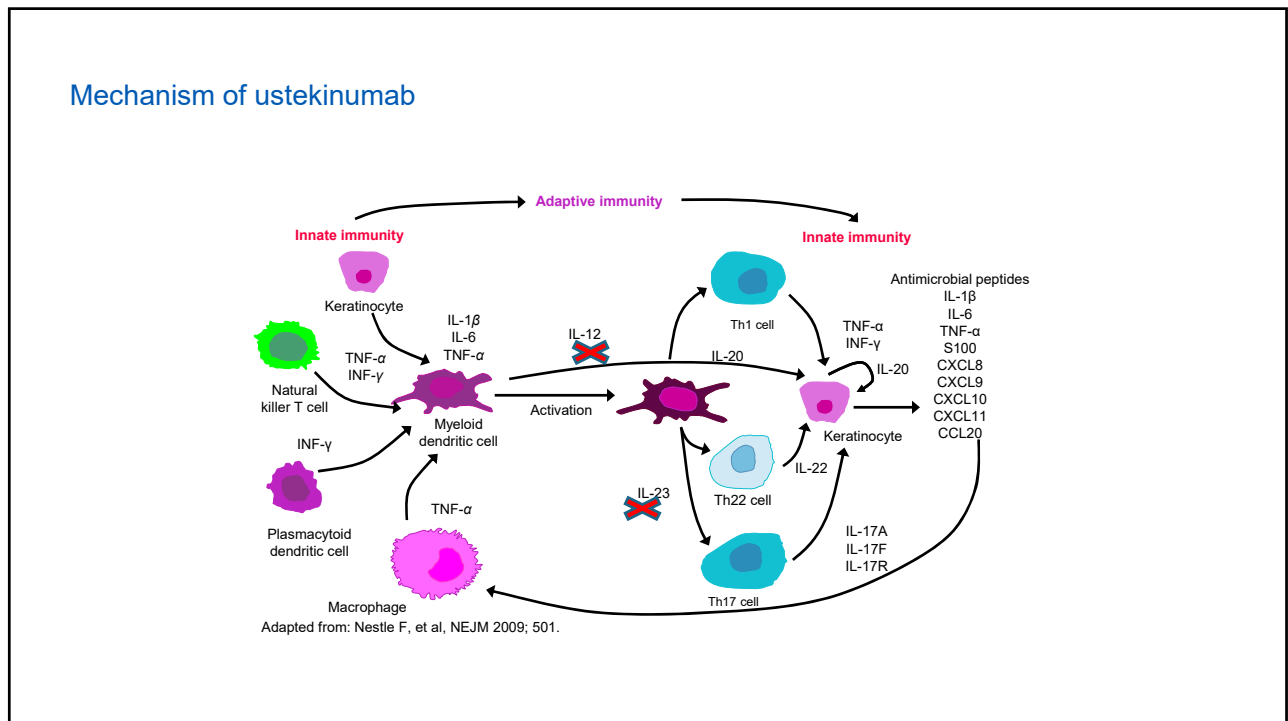 Mechanism of ustekinumab
Adaptive immunity
Innate immunity
Innate immunity
Keratinocyte
Natural
killer T cell
TNF-α
INF-γ
INF-γ
Plasmacytoid
dendritic cell
TNF-α
Macrophage
IL-1β
IL-6
TNF-α
Myeloid
dendritic cell
IL-12
Activation
IL-20
IL-23
Th1 cell
Th22 cell
Th17 cell
TNF-α
INF-γ
IL-20
IL-22
Keratinocyte
IL-17A
IL-17F
IL-17R
Antimicrobial peptides
IL-1β
IL-6
TNF-α
S100
CXCL8
CXCL9
CXCL10
CXCL11
CCL20
Adapted from: Nestle F, et al, NEJM 2009; 501.